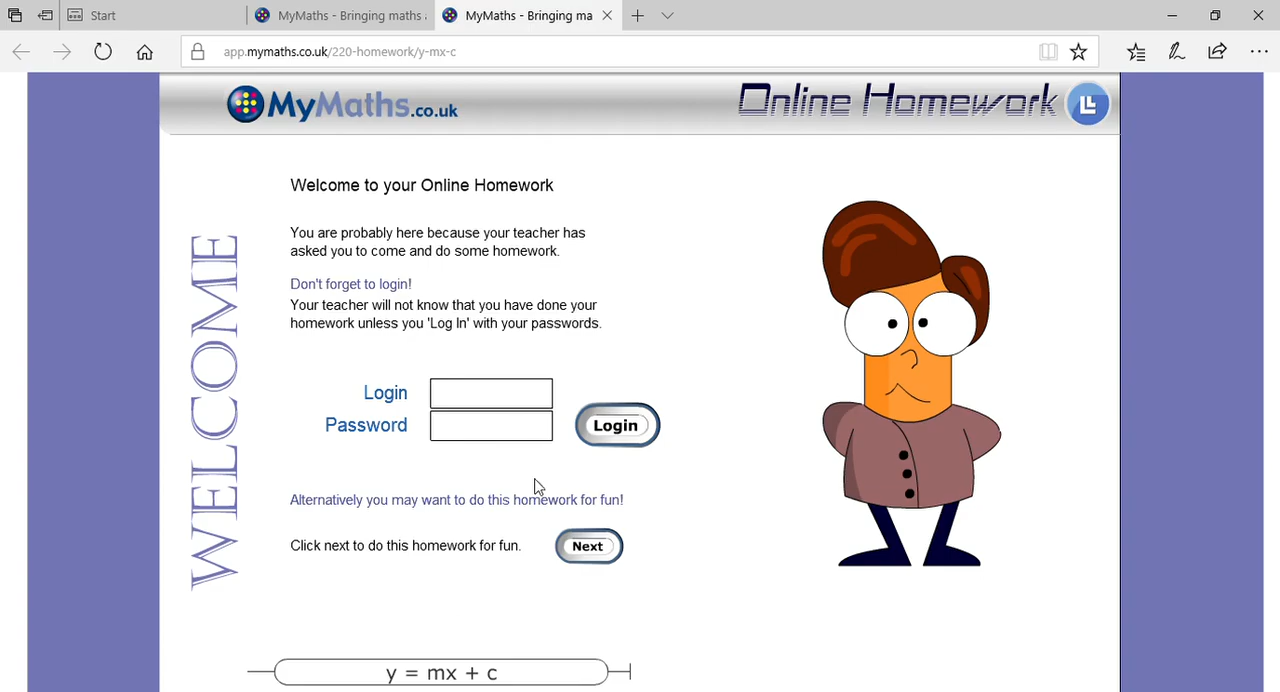 Start
MyMaths - Bringing maths a
MyMaths - Bringing ma
app.mymaths.co.uk/220-homework/y-mx-c
MyMaths.co.uk
Online Homework
WELCOME
Welcome to your Online Homework
You are probably here because your teacher has
asked you to come and do some homework.
Don't forget to login!
Your teacher will not know that you have done your
homework unless you 'Log In' with your passwords.
Login
Password
Login
Alternatively you may want to do this homework for fun!
Click next to do this homework for fun.
Next
y = mx + c